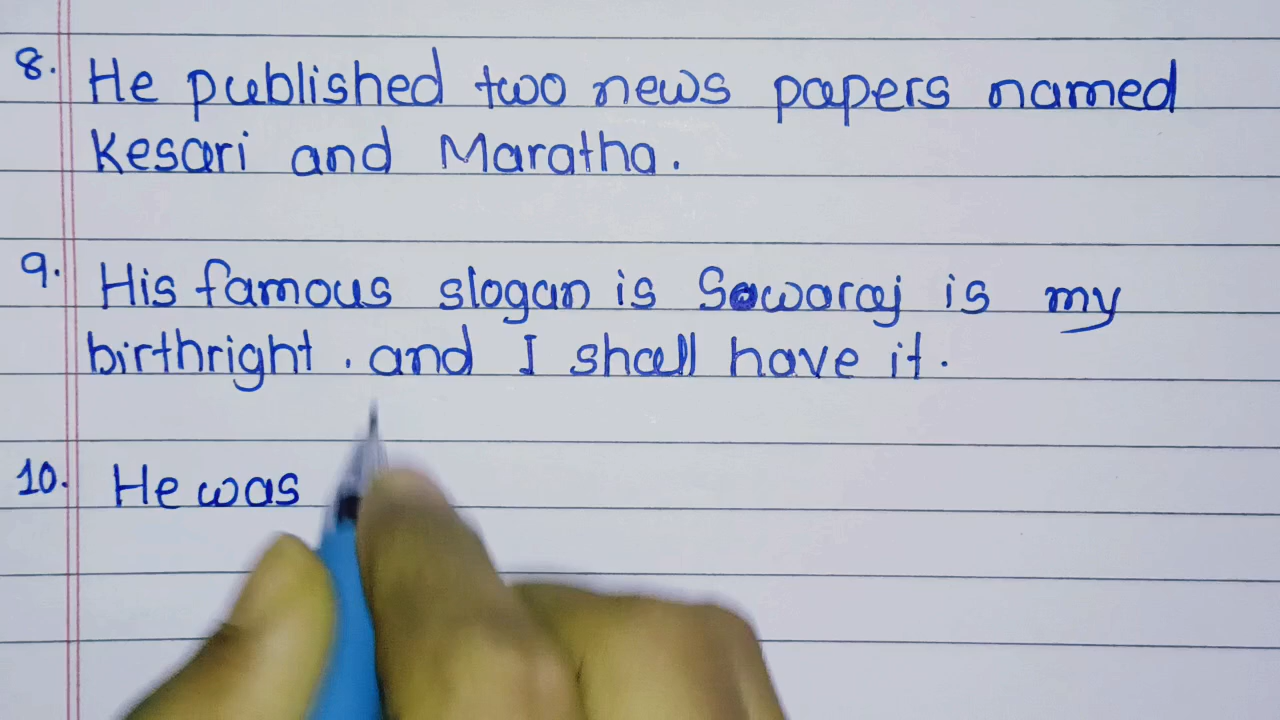 8. He published two news papers named
Kesari and Maratha.
9. His famous slogan is Sowaraj is my
birthright . and I shall have it.
10. He was